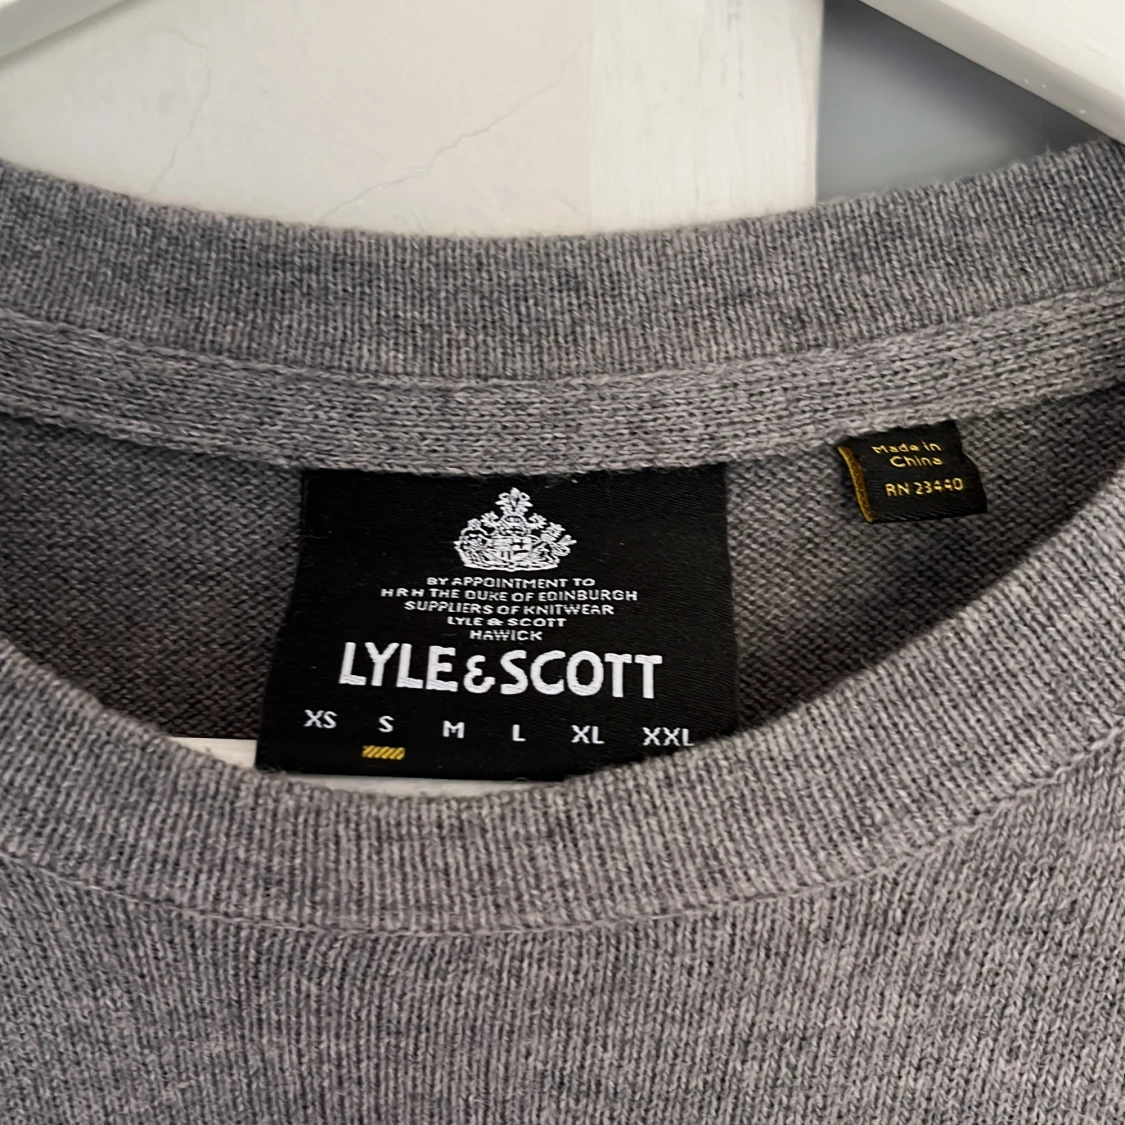 BY APPOINTMENT TO
HRH THE DUKE OF EDINBURGH
SUPPLIERS OF KNITWEAR
LYLE & SCOTT
HAWICK
LYLE & SCOTT
XS S M L XL XXL
Made in
China
RN 23440